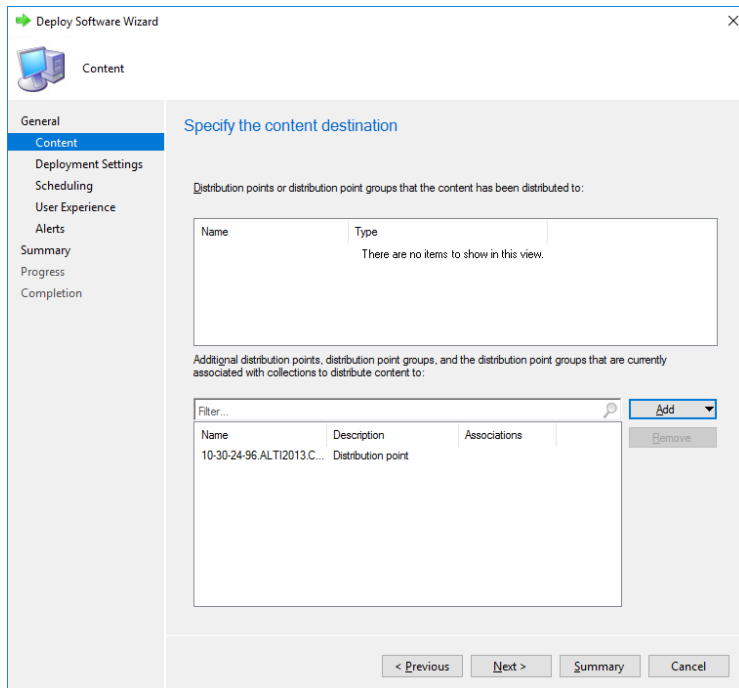 Deploy Software Wizard
Content
General
Content
Deployment Settings
Scheduling
User Experience
Alerts
Summary
Progress
Completion
Specify the content destination
Distribution points or distribution point groups that the content has been distributed to:
Name Type
There are no items to show in this view.
Additional distribution points, distribution point groups, and the distribution point groups that are currently
associated with collections to distribute content to:
Filter...
Add
Remove
Name Description Associations
10-30-24-96.ALTI2013.C... Distribution point
< Previous Next > Summary Cancel